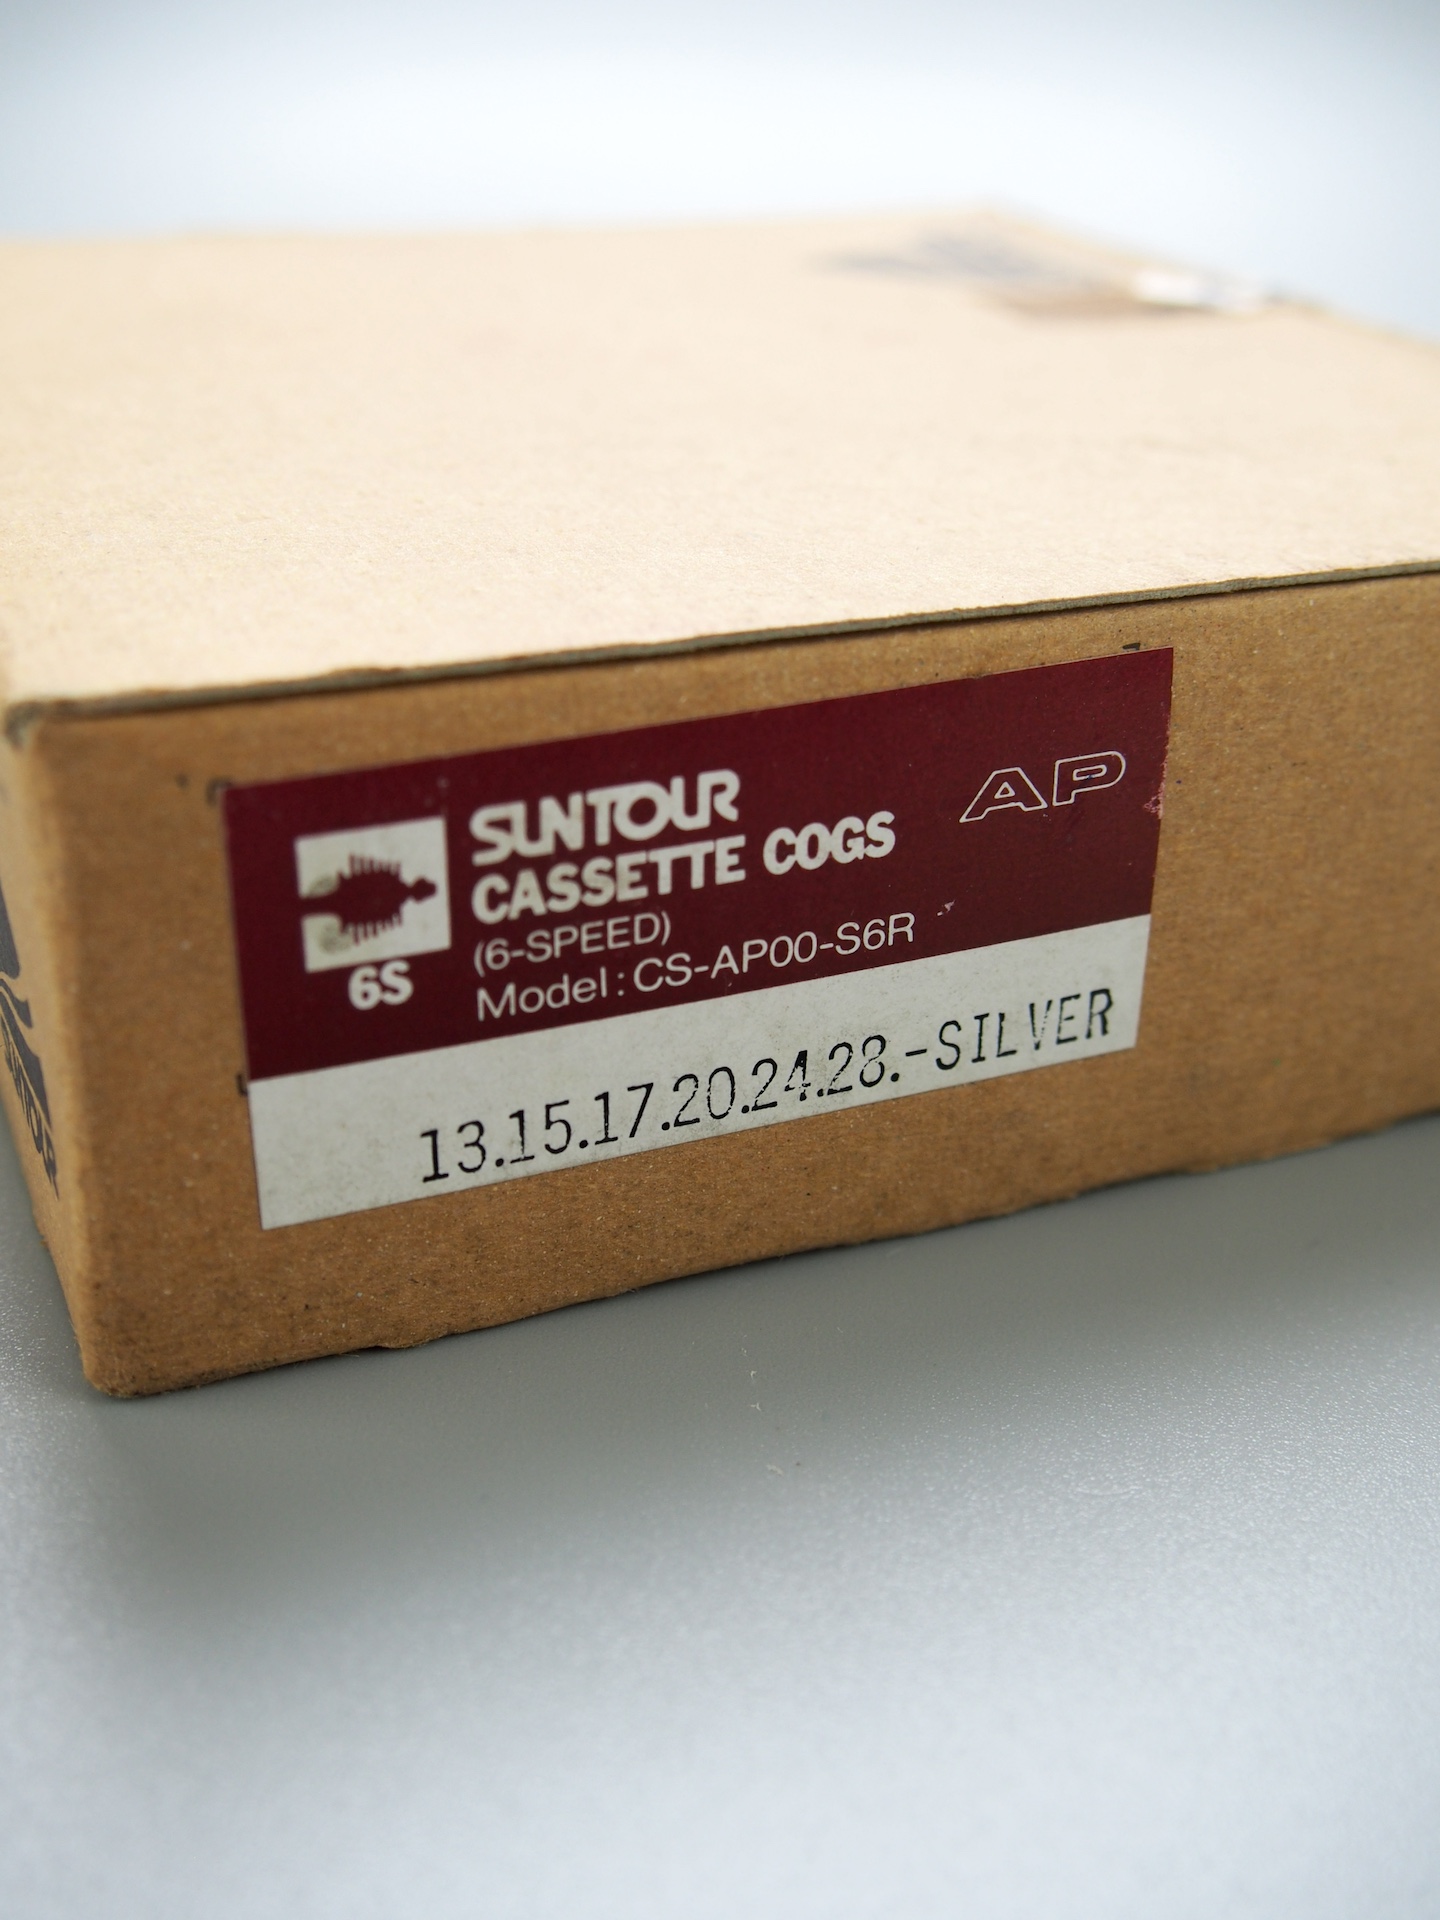 SUNTOUR
CASSETTE COGS
AP
(6-SPEED)
6S
Model: CS-AP00-S6R
13.15.17.20.24.28.-SILVER